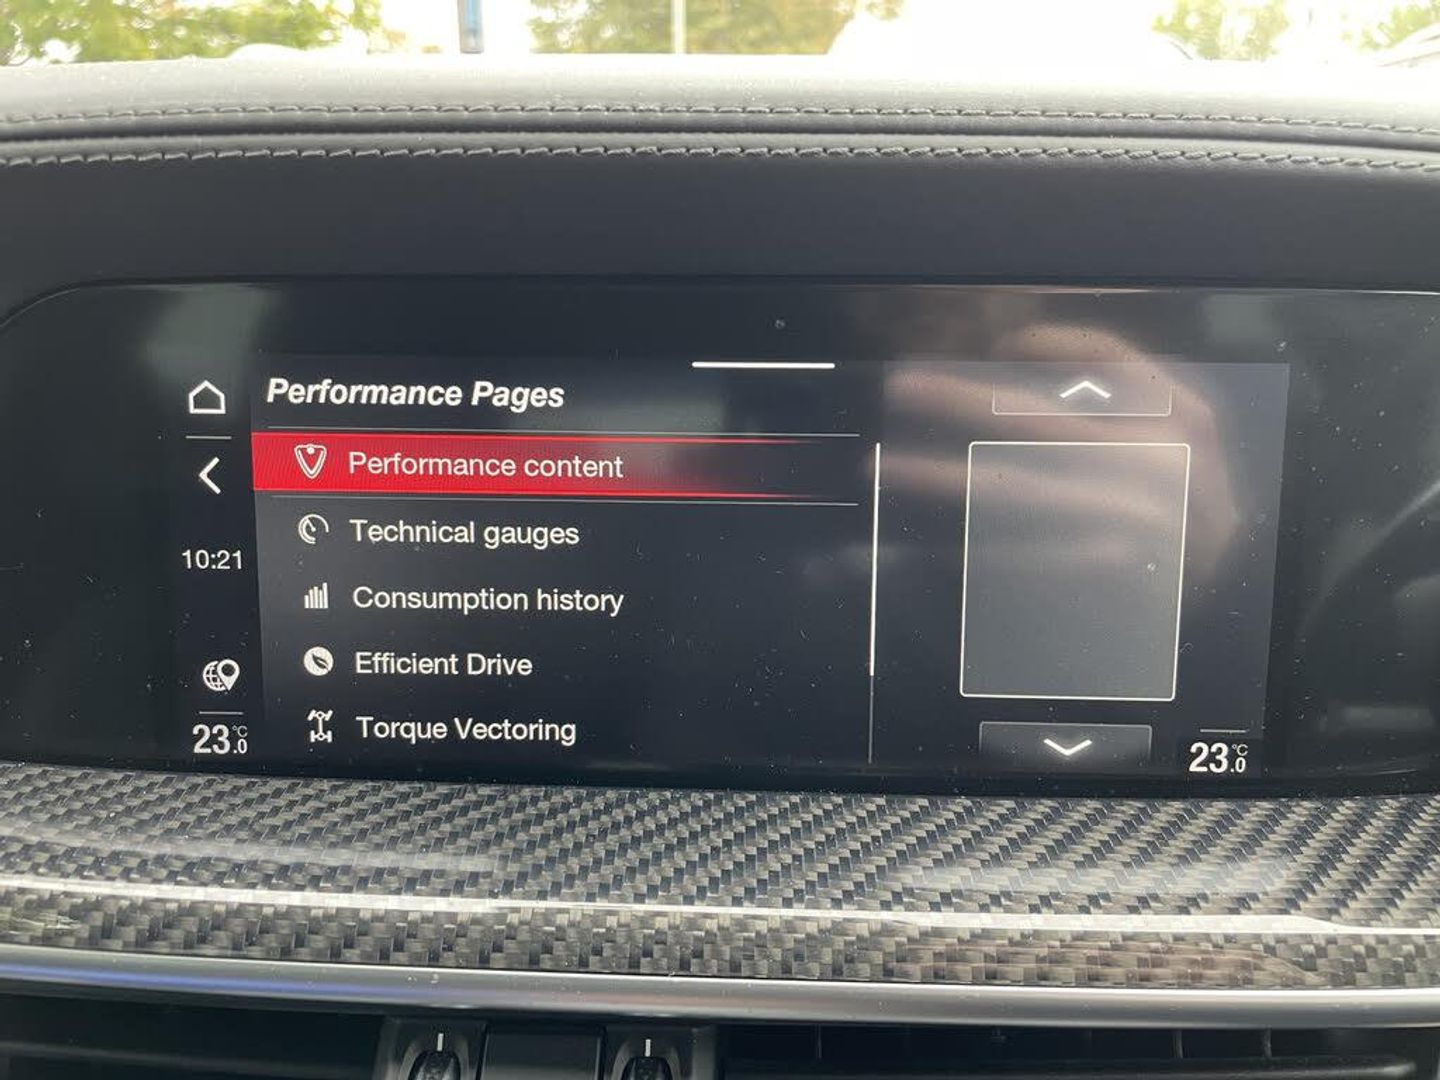 Performance Pages
Performance content
Technical gauges
10:21
Consumption history
Efficient Drive
Torque Vectoring
23.0 °C
23.0 °C